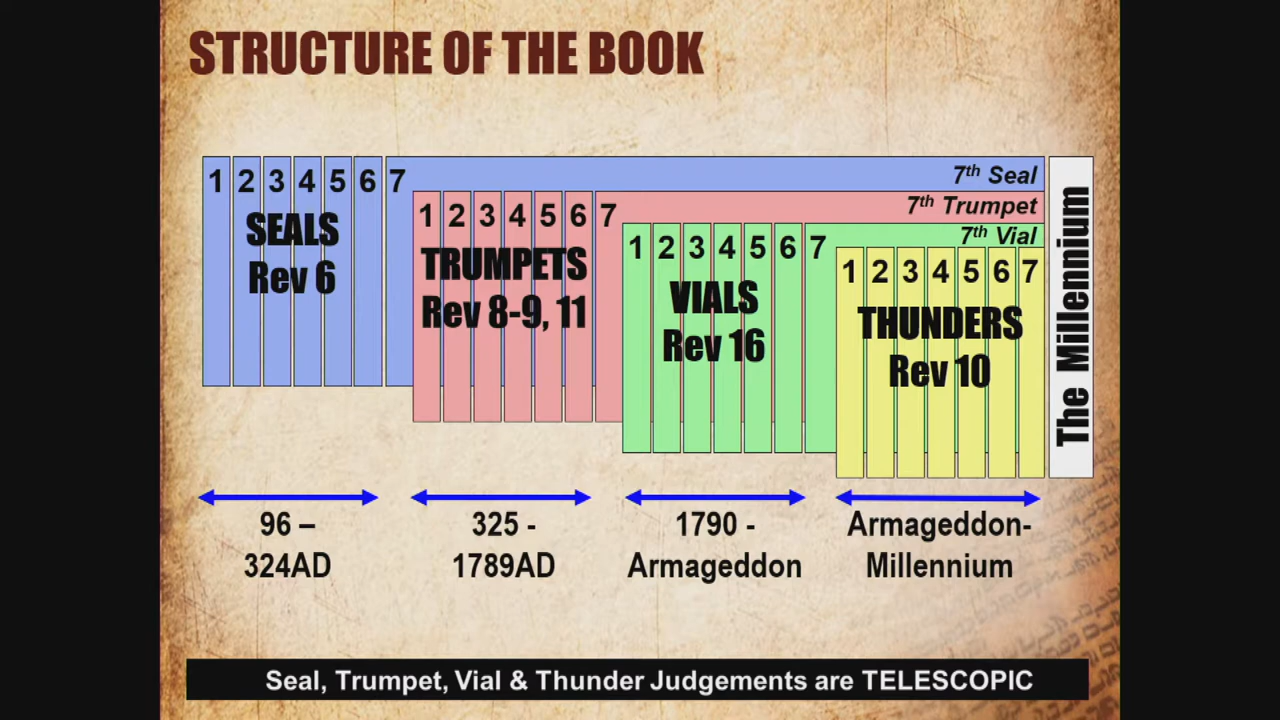 STRUCTURE OF THE BOOK
1 2 3 4 5 6 7
SEALS
Rev 6
7th Seal
1 2 3 4 5 6 7
TRUMPETS
Rev 8-9, 11
7th Trumpet
1 2 3 4 5 6 7
VIALS
Rev 16
7th Vial
1 2 3 4 5 6 7
THUNDERS
Rev 10
The Millennium
96 –
324AD
325 -
1789AD
1790 -
Armageddon
Armageddon-
Millennium
Seal, Trumpet, Vial & Thunder Judgements are TELESCOPIC